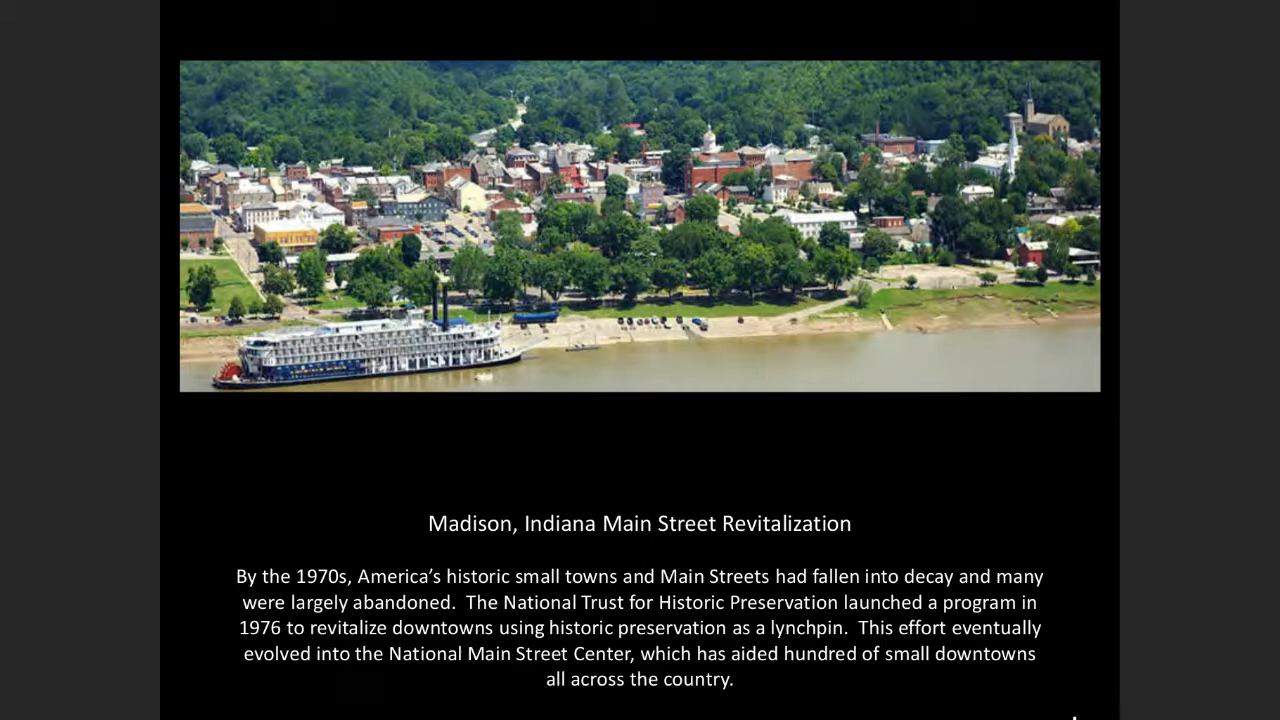 Madison, Indiana Main Street Revitalization
By the 1970s, America’s historic small towns and Main Streets had fallen into decay and many
were largely abandoned.  The National Trust for Historic Preservation launched a program in
1976 to revitalize downtowns using historic preservation as a lynchpin.  This effort eventually
evolved into the National Main Street Center, which has aided hundred of small downtowns
all across the country.